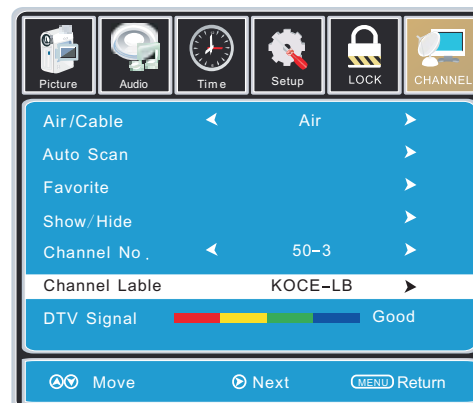 Picture Audio Time Setup LOCK CHANNEL
Air/Cable Air
Auto Scan
Favorite
Show/Hide
Channel No. 50-3
Channel Lable KOCE-LB
DTV Signal Good
Move Next MENU Return